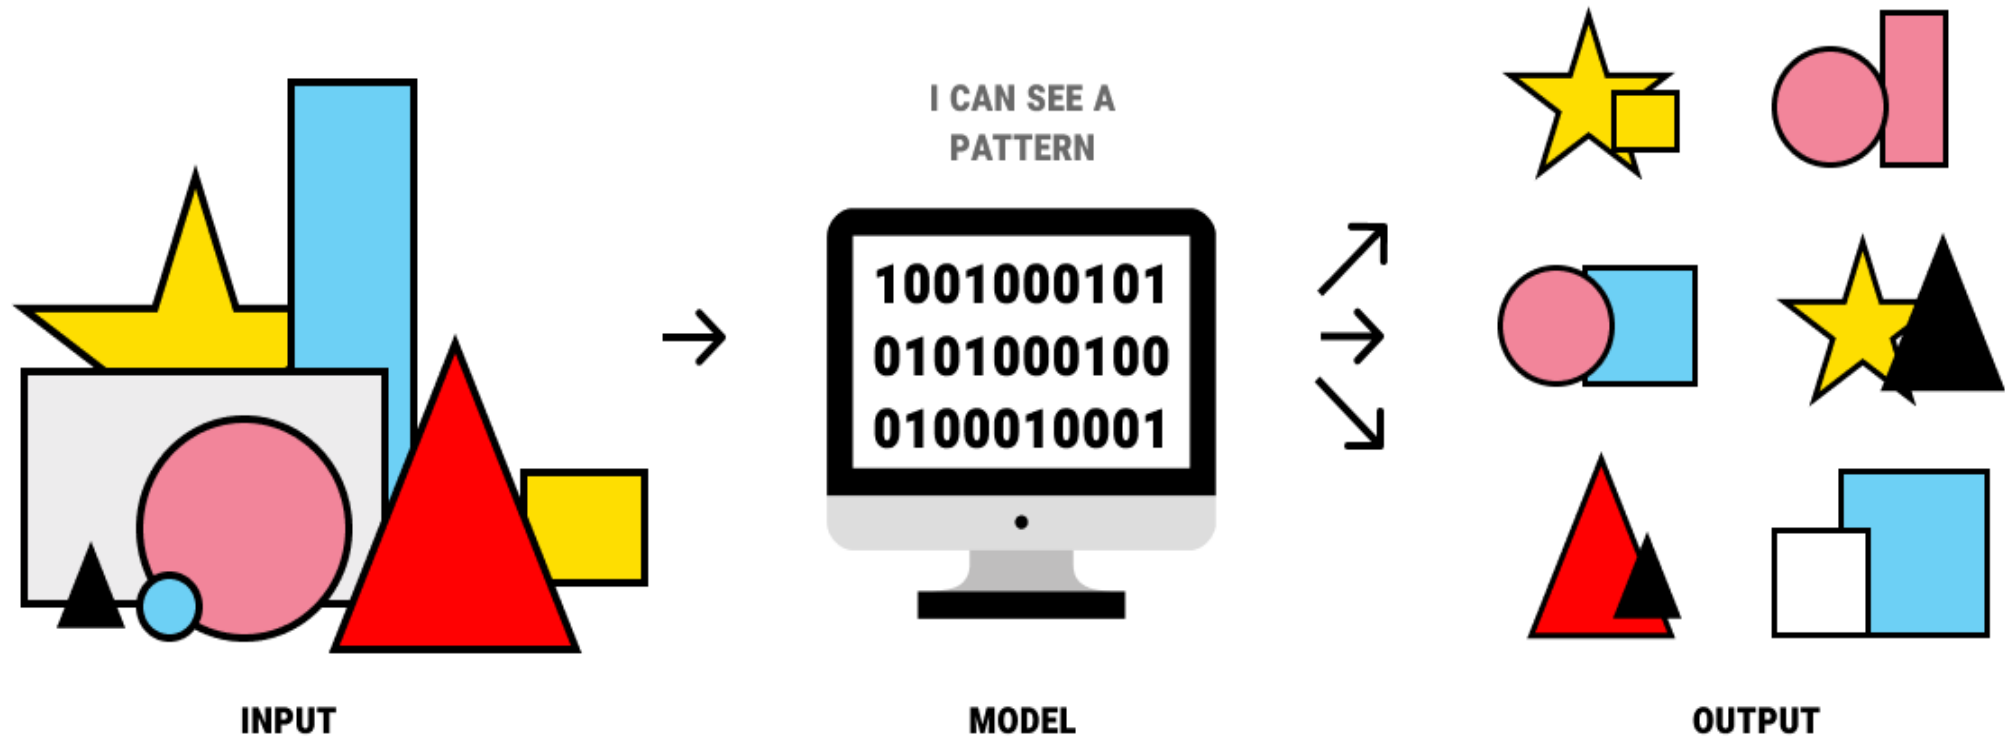 I CAN SEE A
PATTERN
1001000101
0101000100
0100010001
INPUT
MODEL
OUTPUT